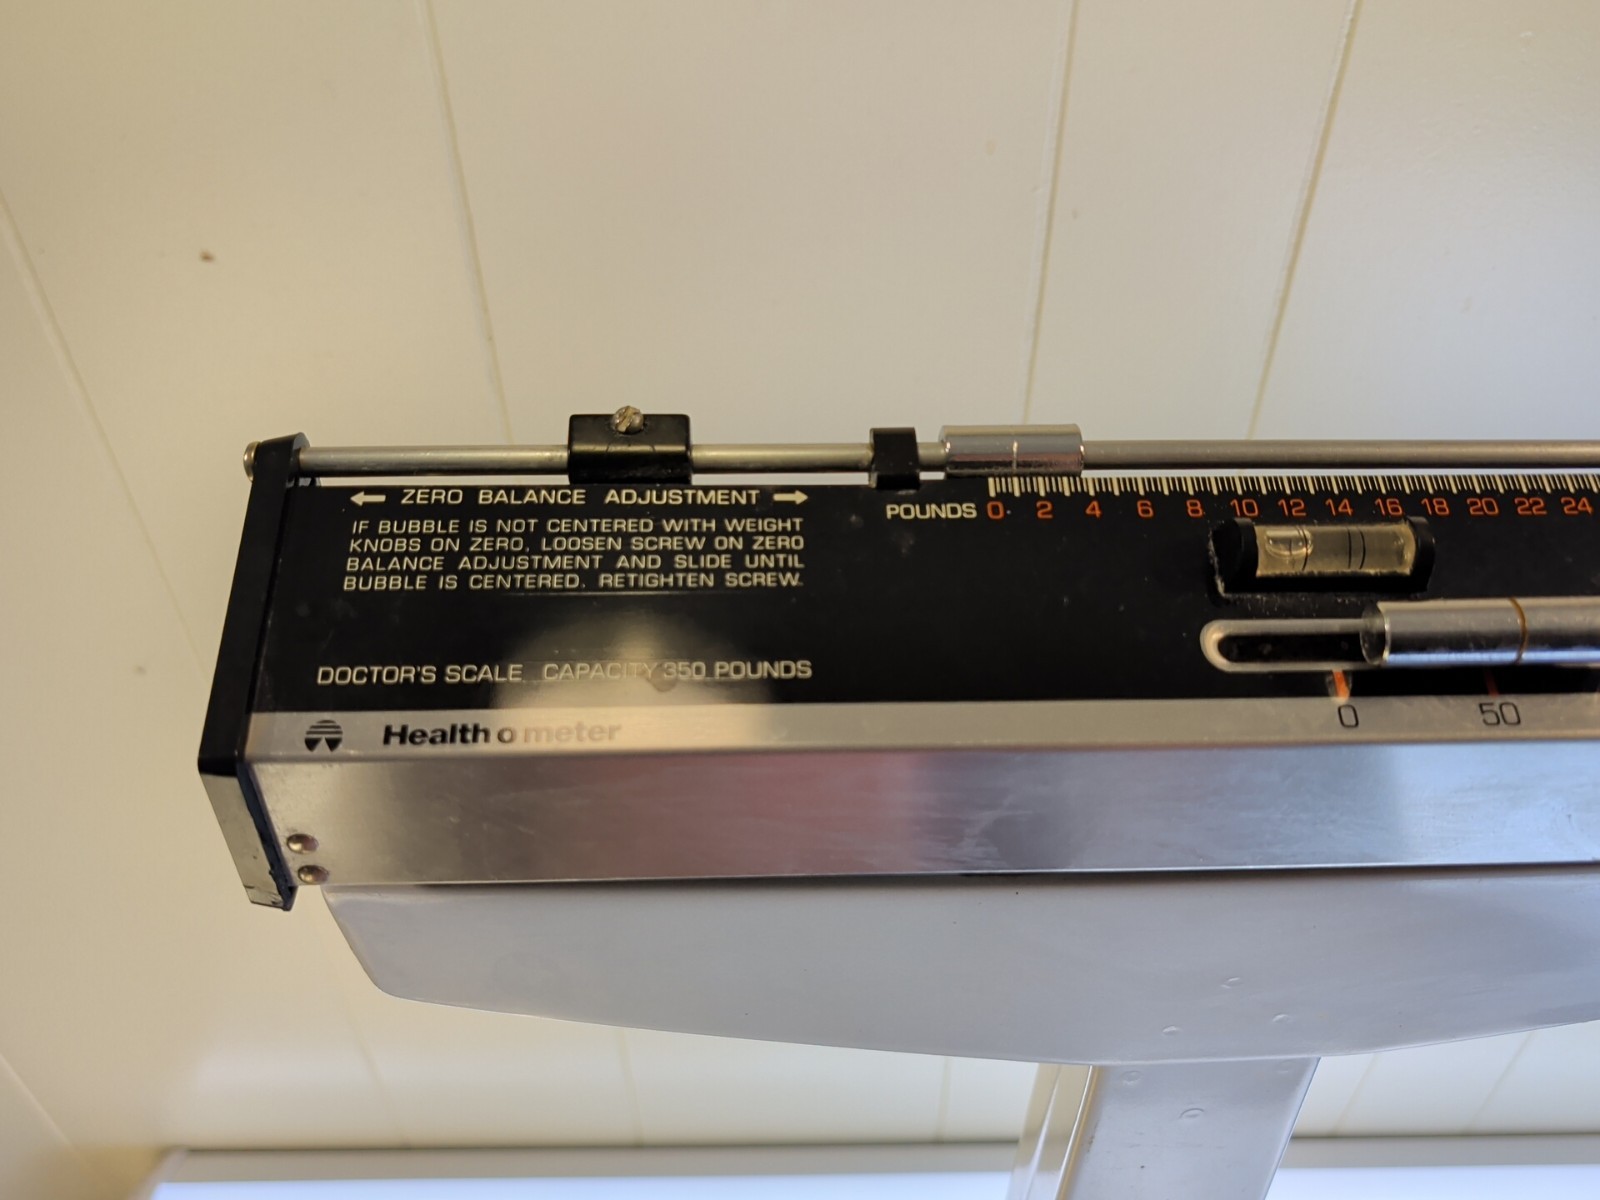 ← ZERO BALANCE ADJUSTMENT →
IF BUBBLE IS NOT CENTERED WITH WEIGHT
KNOBS ON ZERO, LOOSEN SCREW ON ZERO
BALANCE ADJUSTMENT AND SLIDE UNTIL
BUBBLE IS CENTERED. RETIGHTEN SCREW.
POUNDS 0 2 4 6 8 10 12 14 16 18 20 22 24
DOCTOR'S SCALE CAPACITY 350 POUNDS
Health o meter
0 50